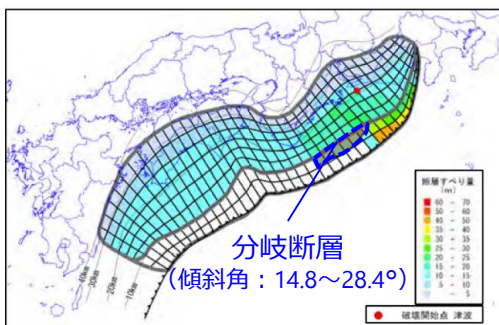 40km
30km
20km
10km
分岐断層
(傾斜角：14.8～28.4°)
断層すべり量
(m)
60 - 70
50 - 60
40 - 50
35 - 40
30 - 35
25 - 30
20 - 25
15 - 20
10 - 15
5 - 10
- 5
破壊開始点 津波